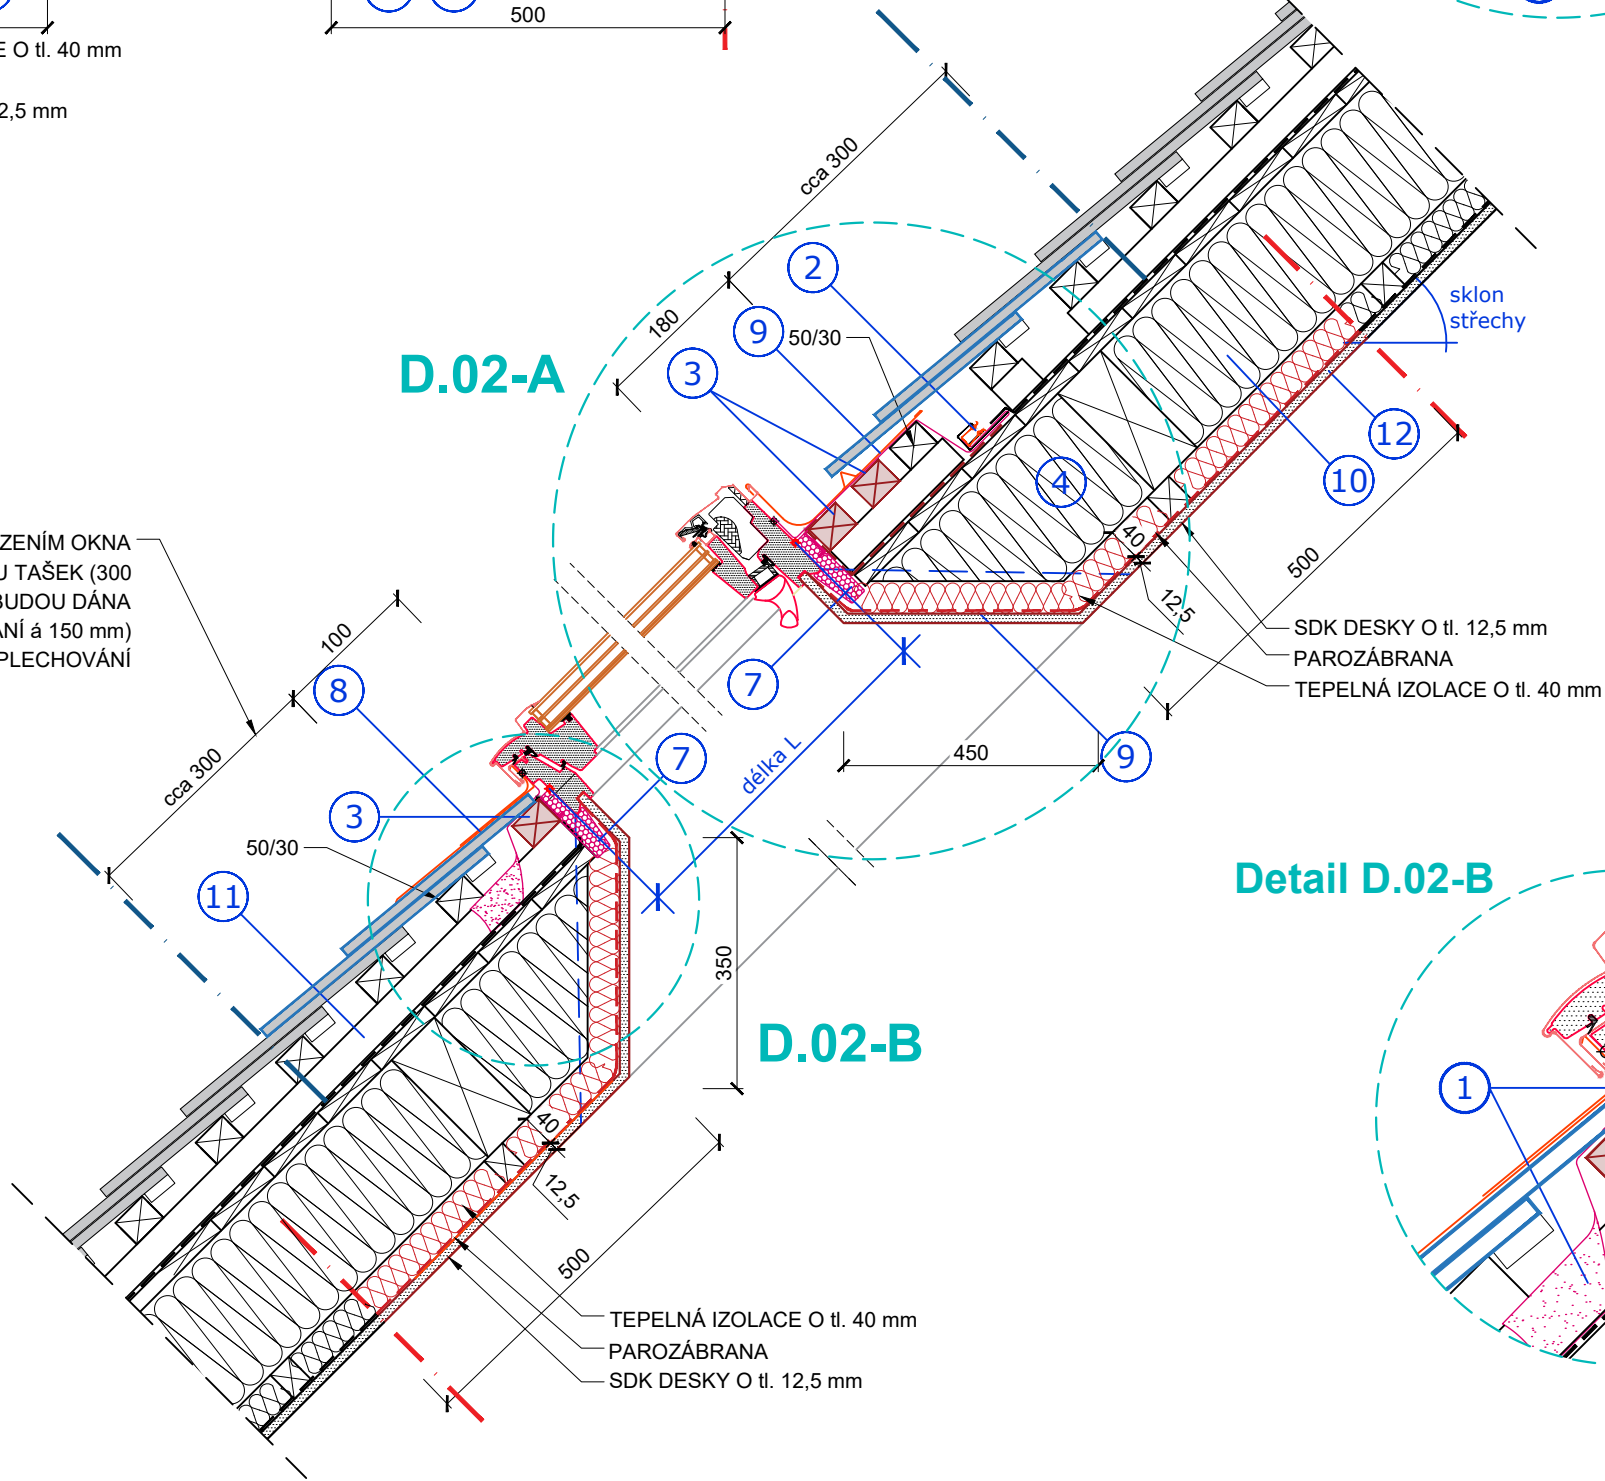 500
E O tl. 40 mm
2,5 mm
cca 300
180
2
9
50/30
3
D.02-A
sklon
střechy
12
10
4
40
12,5
500
SDK DESKY O tl. 12,5 mm
PAROZÁBRANA
TEPELNÁ IZOLACE O tl. 40 mm
ZENÍM OKNA
U TAŠEK (300
BUDOU DÁNA
ANÍ á 150 mm)
PLECHOVÁNÍ
100
8
cca 300
7
7
délka L
450
9
3
50/30
11
350
D.02-B
Detail D.02-B
1
40
12,5
500
TEPELNÁ IZOLACE O tl. 40 mm
PAROZÁBRANA
SDK DESKY O tl. 12,5 mm